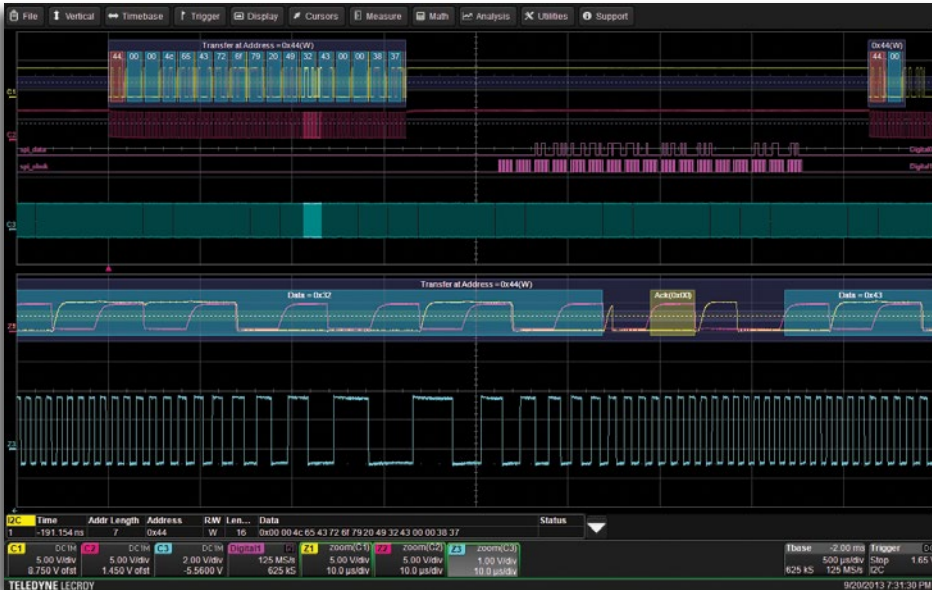 File Vertical Timebase Trigger Display Cursors Measure Math Analysis Utilities Support
Transfer at Address = 0x44(W)
0x44(W)
44 00 00 4c 65 43 72 6f 79 20 49 32 43 00 00 38 37
44 00
C1
C2
spi_data
spi_clock
C3
Transfer at Address = 0x44(W)
Data = 0x32 Ack(0x00) Data = 0x43
Z3
I2C Time Addr Length Address R/W Len... Data Status
1 -191.154 ns 7 0x44 W 16 0x00 00 4c 65 43 72 6f 79 20 49 32 43 00 00 38 37
C1 DC1M C2 DC1M C3 DC1M Digital1 Z1 zoom(C1) Z2 zoom(C2) Z3 zoom(C3) Tbase -2.00 ms Trigger
5.00 V/div 5.00 V/div 2.00 V/div 125 MS/s 5.00 V/div 5.00 V/div 1.00 V/div 500 µs/div Stop 1.65
8.750 V ofst 1.450 V ofst -5.5600 V 625 kS 10.0 µs/div 10.0 µs/div 10.0 µs/div 625 kS 125 MS/s I2C
TELEDYNE LECROY 9/20/2013 7:31:30 PM